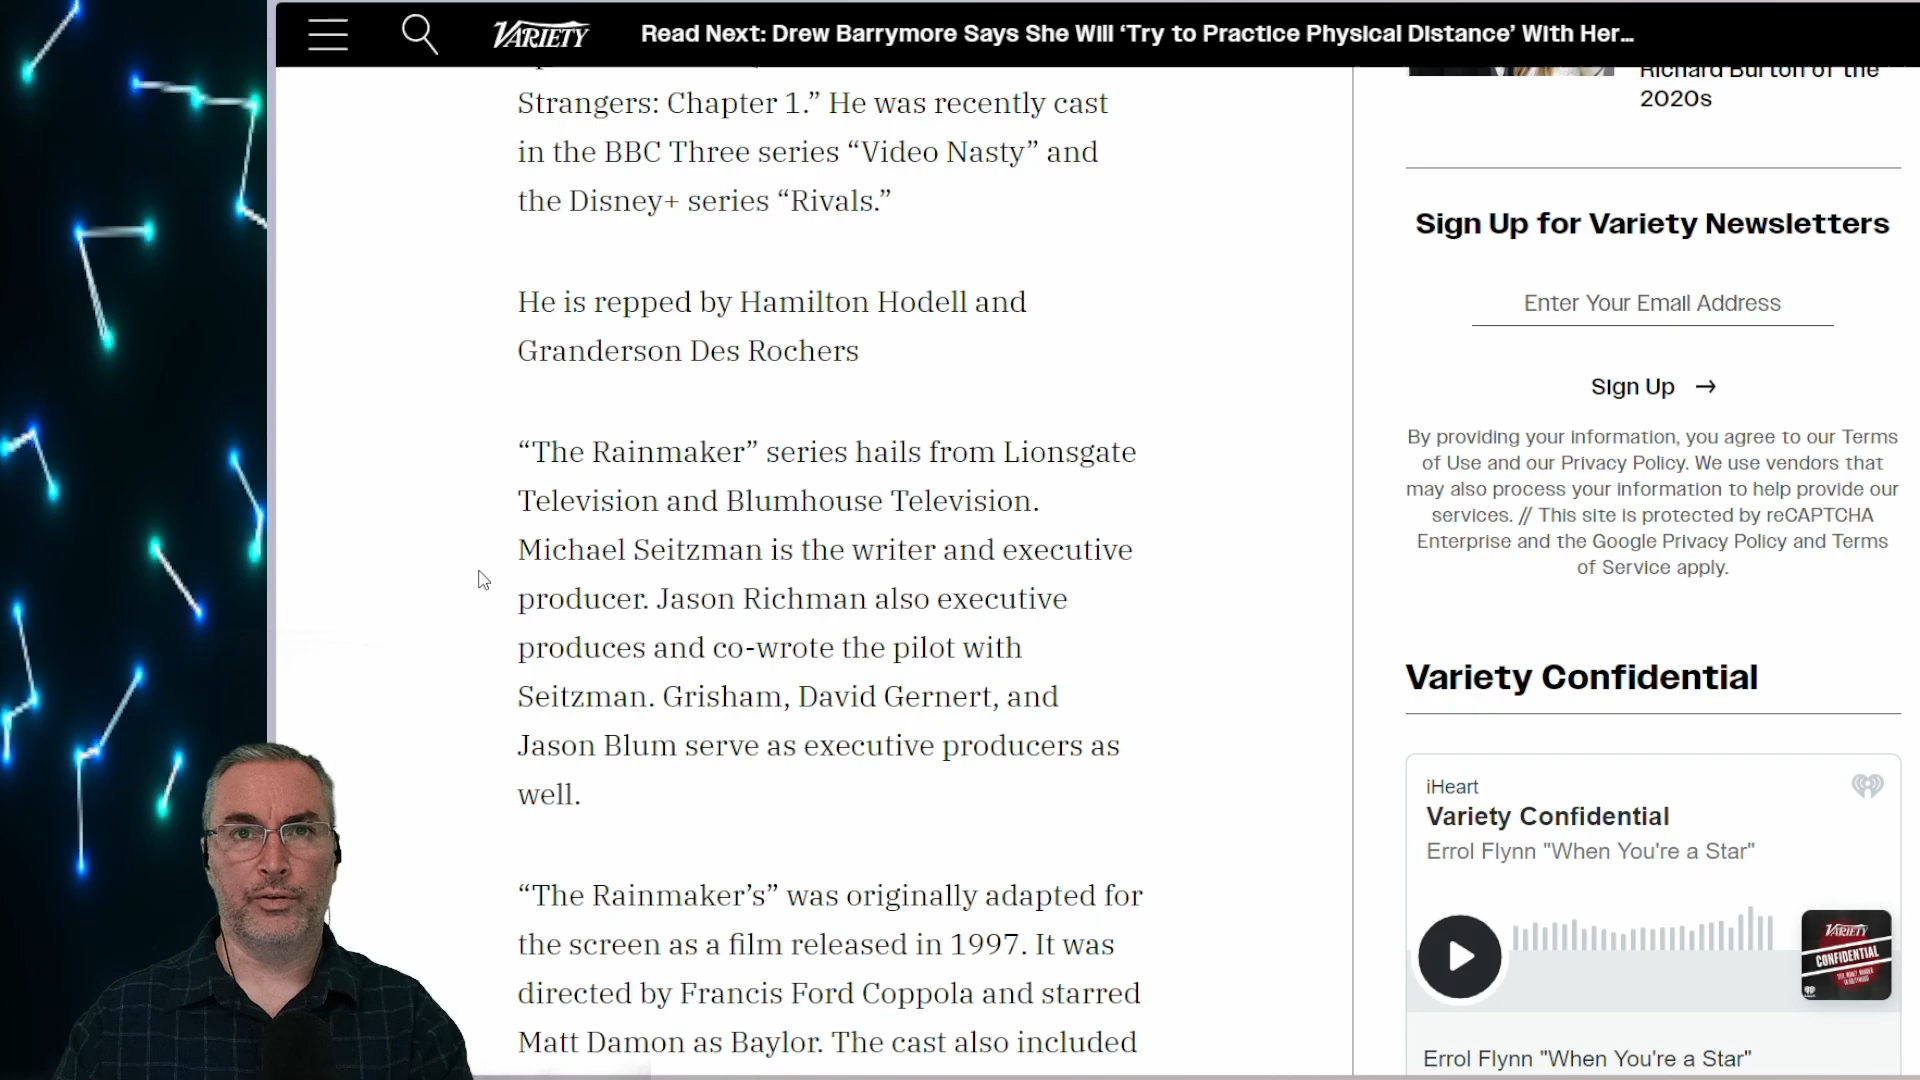 VARIETY
Read Next: Drew Barrymore Says She Will ‘Try to Practice Physical Distance’ With Her...
Strangers: Chapter 1.” He was recently cast
in the BBC Three series “Video Nasty” and
the Disney+ series “Rivals.”
He is repped by Hamilton Hodell and
Granderson Des Rochers
“The Rainmaker” series hails from Lionsgate
Television and Blumhouse Television.
Michael Seitzman is the writer and executive
producer. Jason Richman also executive
produces and co-wrote the pilot with
Seitzman. Grisham, David Gernert, and
Jason Blum serve as executive producers as
well.
“The Rainmaker’s” was originally adapted for
the screen as a film released in 1997. It was
directed by Francis Ford Coppola and starred
Matt Damon as Baylor. The cast also included
Richard Burton of the
2020s
Sign Up for Variety Newsletters
Enter Your Email Address
Sign Up →
By providing your information, you agree to our Terms
of Use and our Privacy Policy. We use vendors that
may also process your information to help provide our
services. // This site is protected by reCAPTCHA
Enterprise and the Google Privacy Policy and Terms
of Service apply.
Variety Confidential
iHeart
Variety Confidential
Errol Flynn "When You're a Star"
VARIETY
CONFIDENTIAL
Errol Flynn "When You're a Star"